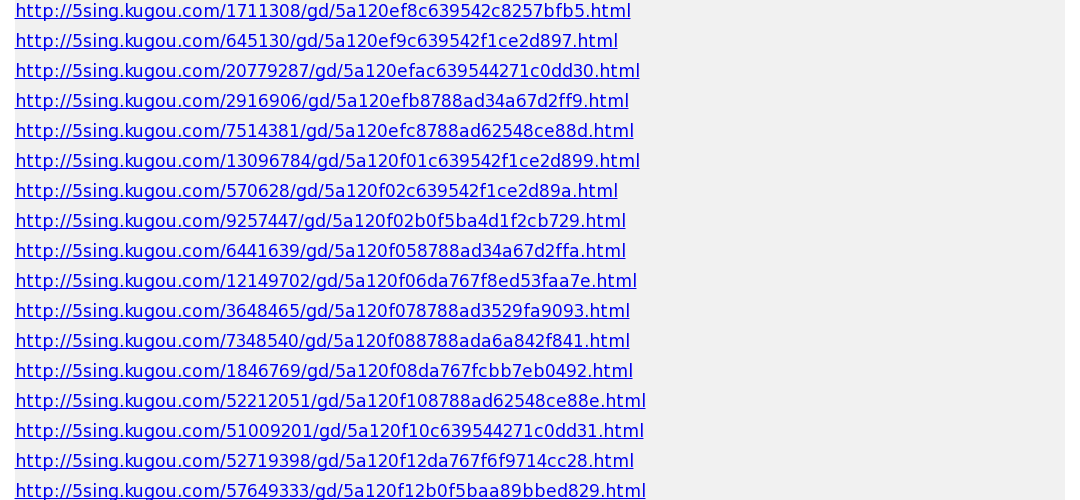 http://5sing.kugou.com/1711308/gd/5a120ef8c639542c8257bfb5.html
http://5sing.kugou.com/645130/gd/5a120ef9c639542f1ce2d897.html
http://5sing.kugou.com/20779287/gd/5a120efac639544271c0dd30.html
http://5sing.kugou.com/2916906/gd/5a120efb8788ad34a67d2ff9.html
http://5sing.kugou.com/7514381/gd/5a120efc8788ad62548ce88d.html
http://5sing.kugou.com/13096784/gd/5a120f01c639542f1ce2d899.html
http://5sing.kugou.com/570628/gd/5a120f02c639542f1ce2d89a.html
http://5sing.kugou.com/9257447/gd/5a120f02b0f5ba4d1f2cb729.html
http://5sing.kugou.com/6441639/gd/5a120f058788ad34a67d2ffa.html
http://5sing.kugou.com/12149702/gd/5a120f06da767f8ed53faa7e.html
http://5sing.kugou.com/3648465/gd/5a120f078788ad3529fa9093.html
http://5sing.kugou.com/7348540/gd/5a120f088788ada6a842f841.html
http://5sing.kugou.com/1846769/gd/5a120f08da767fcbb7eb0492.html
http://5sing.kugou.com/52212051/gd/5a120f108788ad62548ce88e.html
http://5sing.kugou.com/51009201/gd/5a120f10c639544271c0dd31.html
http://5sing.kugou.com/52719398/gd/5a120f12da767f6f9714cc28.html
http://5sing.kugou.com/57649333/gd/5a120f12b0f5baa89bbed829.html